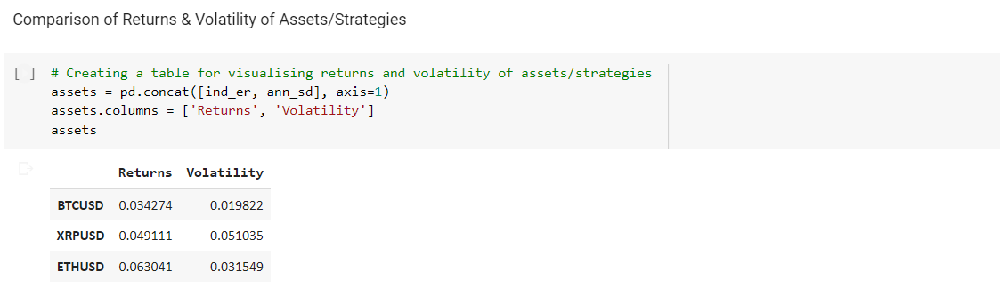 Comparison of Returns & Volatility of Assets/Strategies
[ ] # Creating a table for visualising returns and volatility of assets/strategies
assets = pd.concat([ind_er, ann_sd], axis=1)
assets.columns = ['Returns', 'Volatility']
assets
Returns Volatility
BTCUSD 0.034274 0.019822
XRPUSD 0.049111 0.051035
ETHUSD 0.063041 0.031549